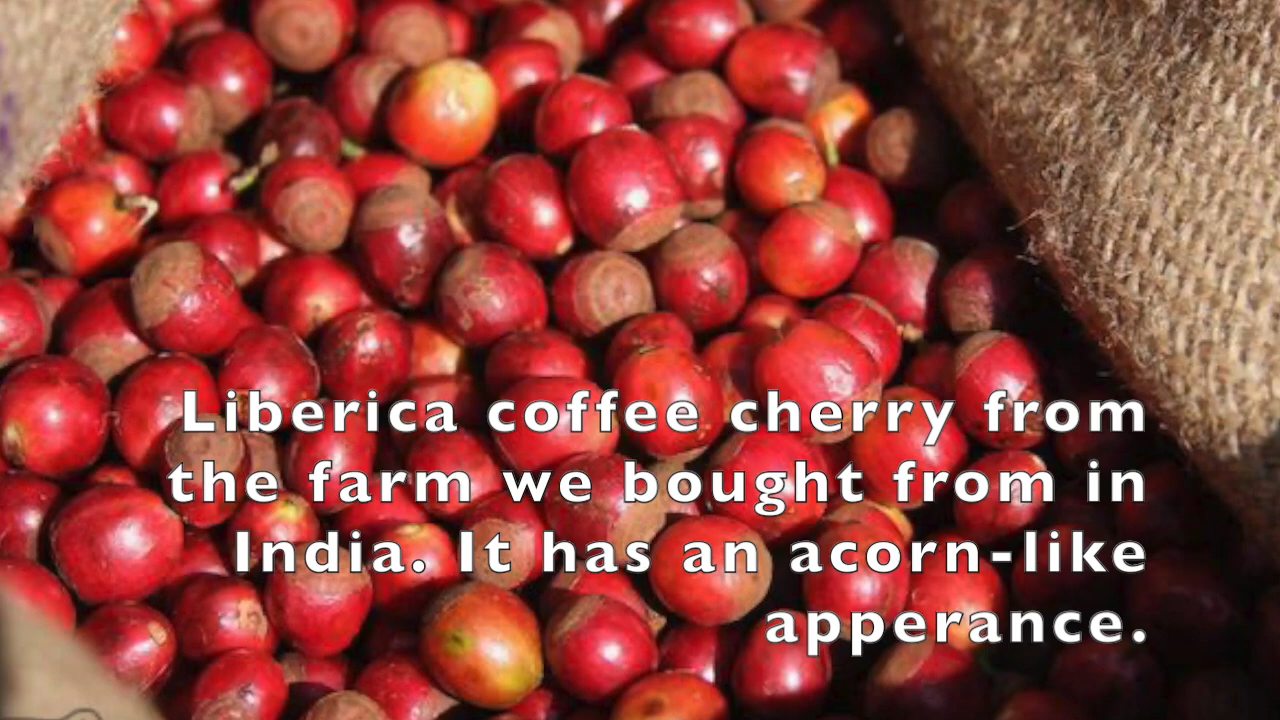 Liberica coffee cherry from
the farm we bought from in
India. It has an acorn-like
apperance.